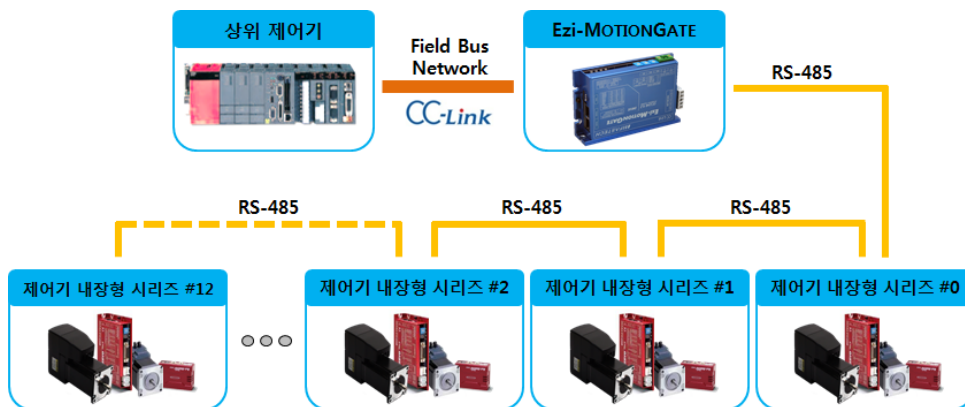 상위 제어기
Field Bus
Network
CC-Link
Ezi-MOTIONGATE
RS-485
RS-485
RS-485
RS-485
제어기 내장형 시리즈 #12
제어기 내장형 시리즈 #2
제어기 내장형 시리즈 #1
제어기 내장형 시리즈 #0